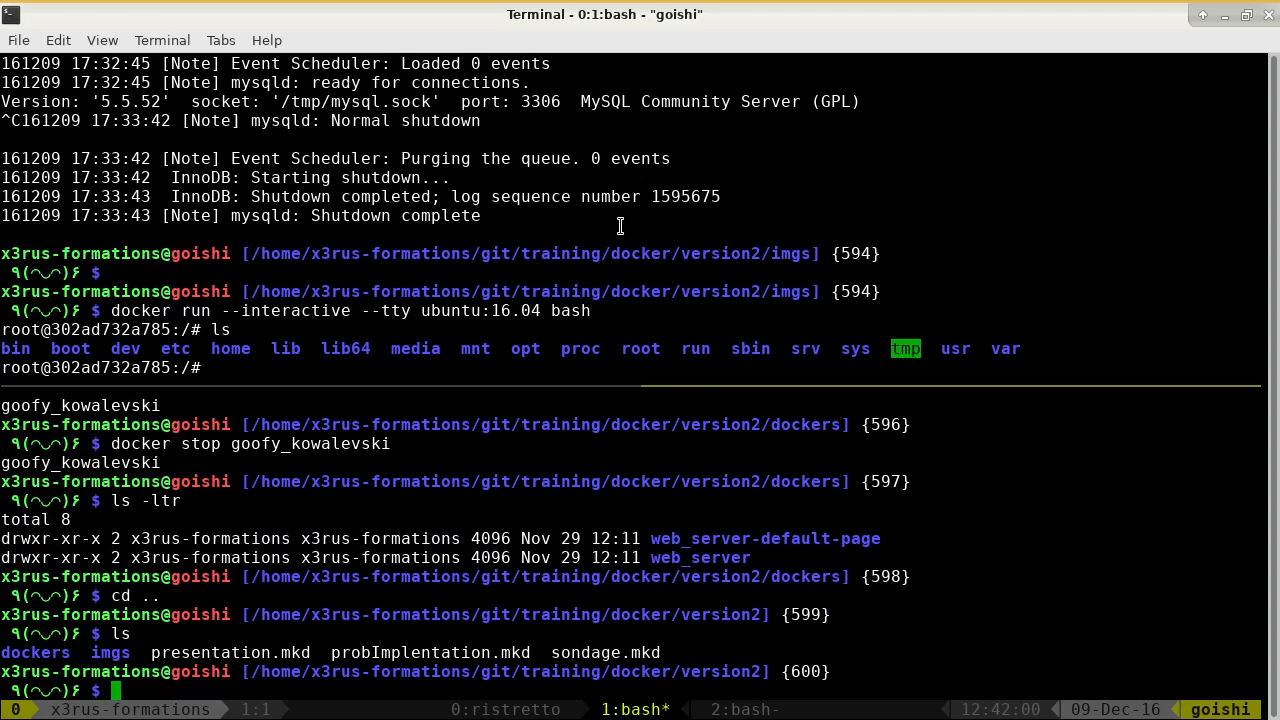 Terminal - 0:1:bash - "goishi"
File Edit View Terminal Tabs Help
161209 17:32:45 [Note] Event Scheduler: Loaded 0 events
161209 17:32:45 [Note] mysqld: ready for connections.
Version: '5.5.52'  socket: '/tmp/mysql.sock'  port: 3306  MySQL Community Server (GPL)
^C161209 17:33:42 [Note] mysqld: Normal shutdown
161209 17:33:42 [Note] Event Scheduler: Purging the queue. 0 events
161209 17:33:42  InnoDB: Starting shutdown...
161209 17:33:43  InnoDB: Shutdown completed; log sequence number 1595675
161209 17:33:43 [Note] mysqld: Shutdown complete
x3rus-formations@goishi [/home/x3rus-formations/git/training/docker/version2/imgs] {594}
٩(◠◡◠)۶ $
x3rus-formations@goishi [/home/x3rus-formations/git/training/docker/version2/imgs] {594}
٩(◠◡◠)۶ $ docker run --interactive --tty ubuntu:16.04 bash
root@302ad732a785:/# ls
bin  boot  dev  etc  home  lib  lib64  media  mnt  opt  proc  root  run  sbin  srv  sys  tmp  usr  var
root@302ad732a785:/#
goofy_kowalevski
x3rus-formations@goishi [/home/x3rus-formations/git/training/docker/version2/dockers] {596}
٩(◠◡◠)۶ $ docker stop goofy_kowalevski
goofy_kowalevski
x3rus-formations@goishi [/home/x3rus-formations/git/training/docker/version2/dockers] {597}
٩(◠◡◠)۶ $ ls -ltr
total 8
drwxr-xr-x 2 x3rus-formations x3rus-formations 4096 Nov 29 12:11 web_server-default-page
drwxr-xr-x 2 x3rus-formations x3rus-formations 4096 Nov 29 12:11 web_server
x3rus-formations@goishi [/home/x3rus-formations/git/training/docker/version2/dockers] {598}
٩(◠◡◠)۶ $ cd ..
x3rus-formations@goishi [/home/x3rus-formations/git/training/docker/version2] {599}
٩(◠◡◠)۶ $ ls
dockers  imgs  presentation.mkd  probImplentation.mkd  sondage.mkd
x3rus-formations@goishi [/home/x3rus-formations/git/training/docker/version2] {600}
٩(◠◡◠)۶ $
0 x3rus-formations 1:1 0:ristretto 1:bash* 2:bash- 12:42:00 09-Dec-16 goishi